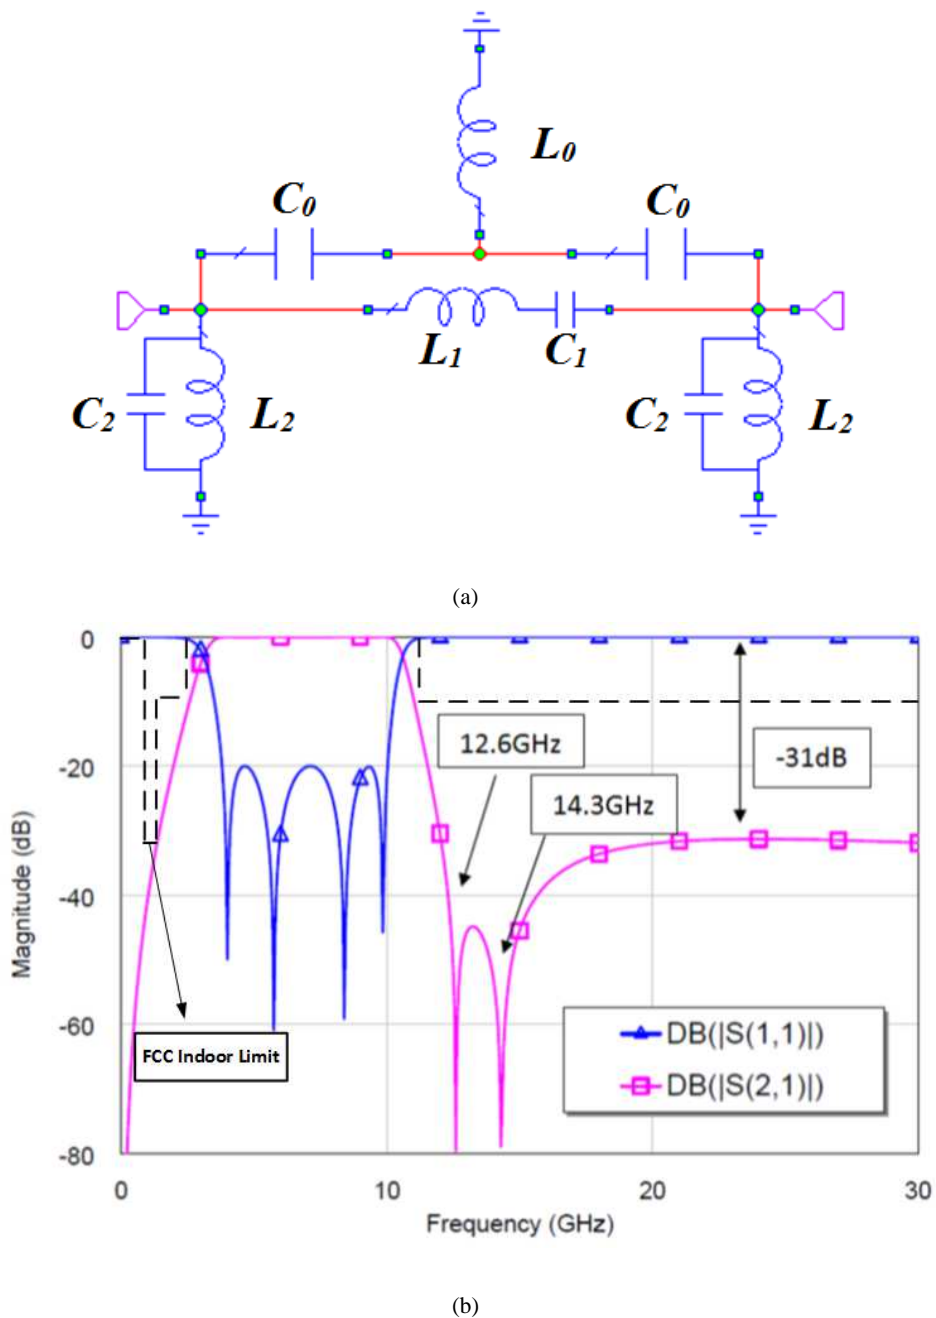 L0
C0
C0
L1
C1
C2
L2
C2
L2
(a)
0
-20
-40
-60
-80
Magnitude (dB)
12.6GHz
14.3GHz
-31dB
FCC Indoor Limit
DB(|S(1,1)|)
DB(|S(2,1)|)
0
10
20
30
Frequency (GHz)
(b)